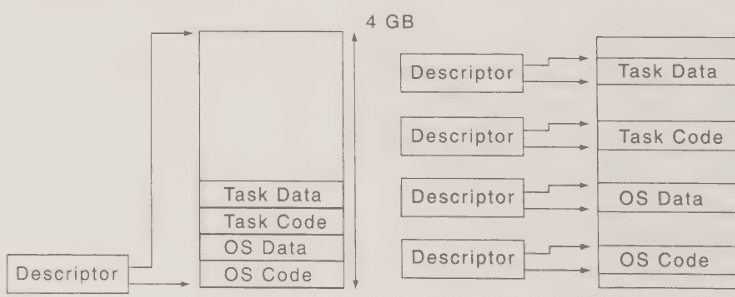 4 GB
Task Data
Task Code
OS Data
OS Code
Descriptor
Descriptor
Task Data
Descriptor
Task Code
Descriptor
OS Data
Descriptor
OS Code